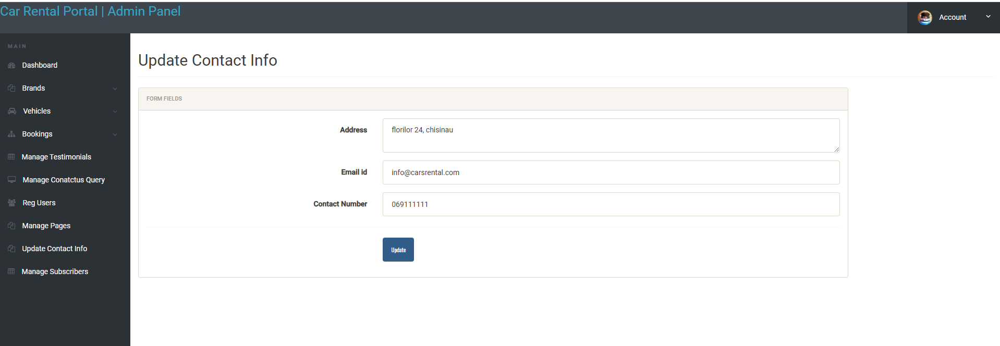 Car Rental Portal | Admin Panel
Account
MAIN
Dashboard
Brands
Vehicles
Bookings
Manage Testimonials
Manage Conatctus Query
Reg Users
Manage Pages
Update Contact Info
Manage Subscribers
Update Contact Info
FORM FIELDS
Address
florilor 24, chisinau
Email id
info@carsrental.com
Contact Number
069111111
Update